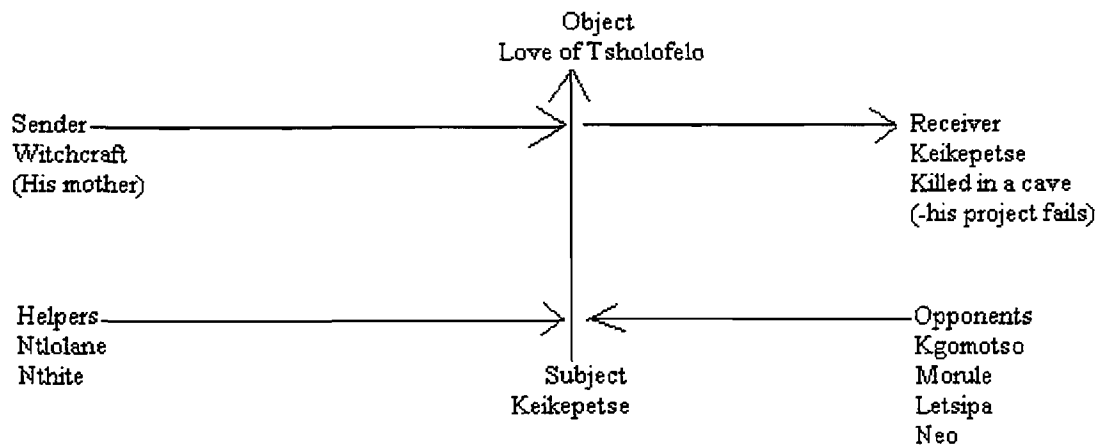 Object
Love of Tsholofelo
Sender
Witchcraft
(His mother)
Receiver
Keikepetse
Killed in a cave
(-his project fails)
Helpers
Ntlolane
Nthite
Subject
Keikepetse
Opponents
Kgomotso
Morule
Letsipa
Neo